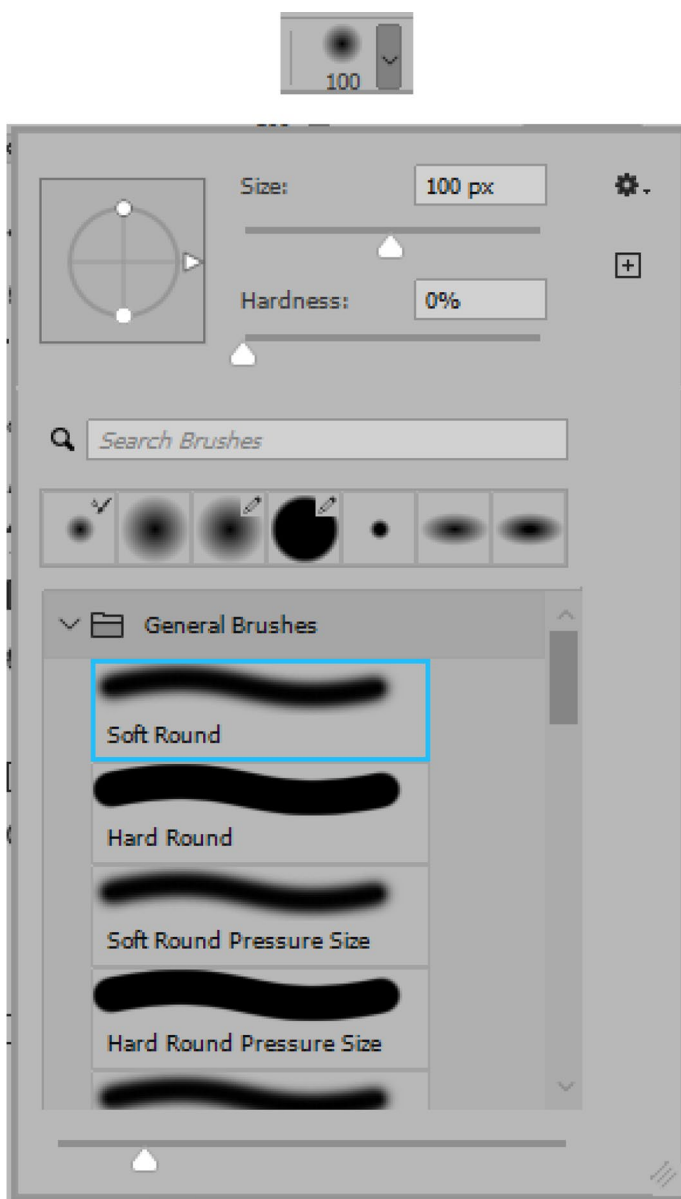 100
Size:
100 px
Hardness:
0%
Search Brushes
General Brushes
Soft Round
Hard Round
Soft Round Pressure Size
Hard Round Pressure Size